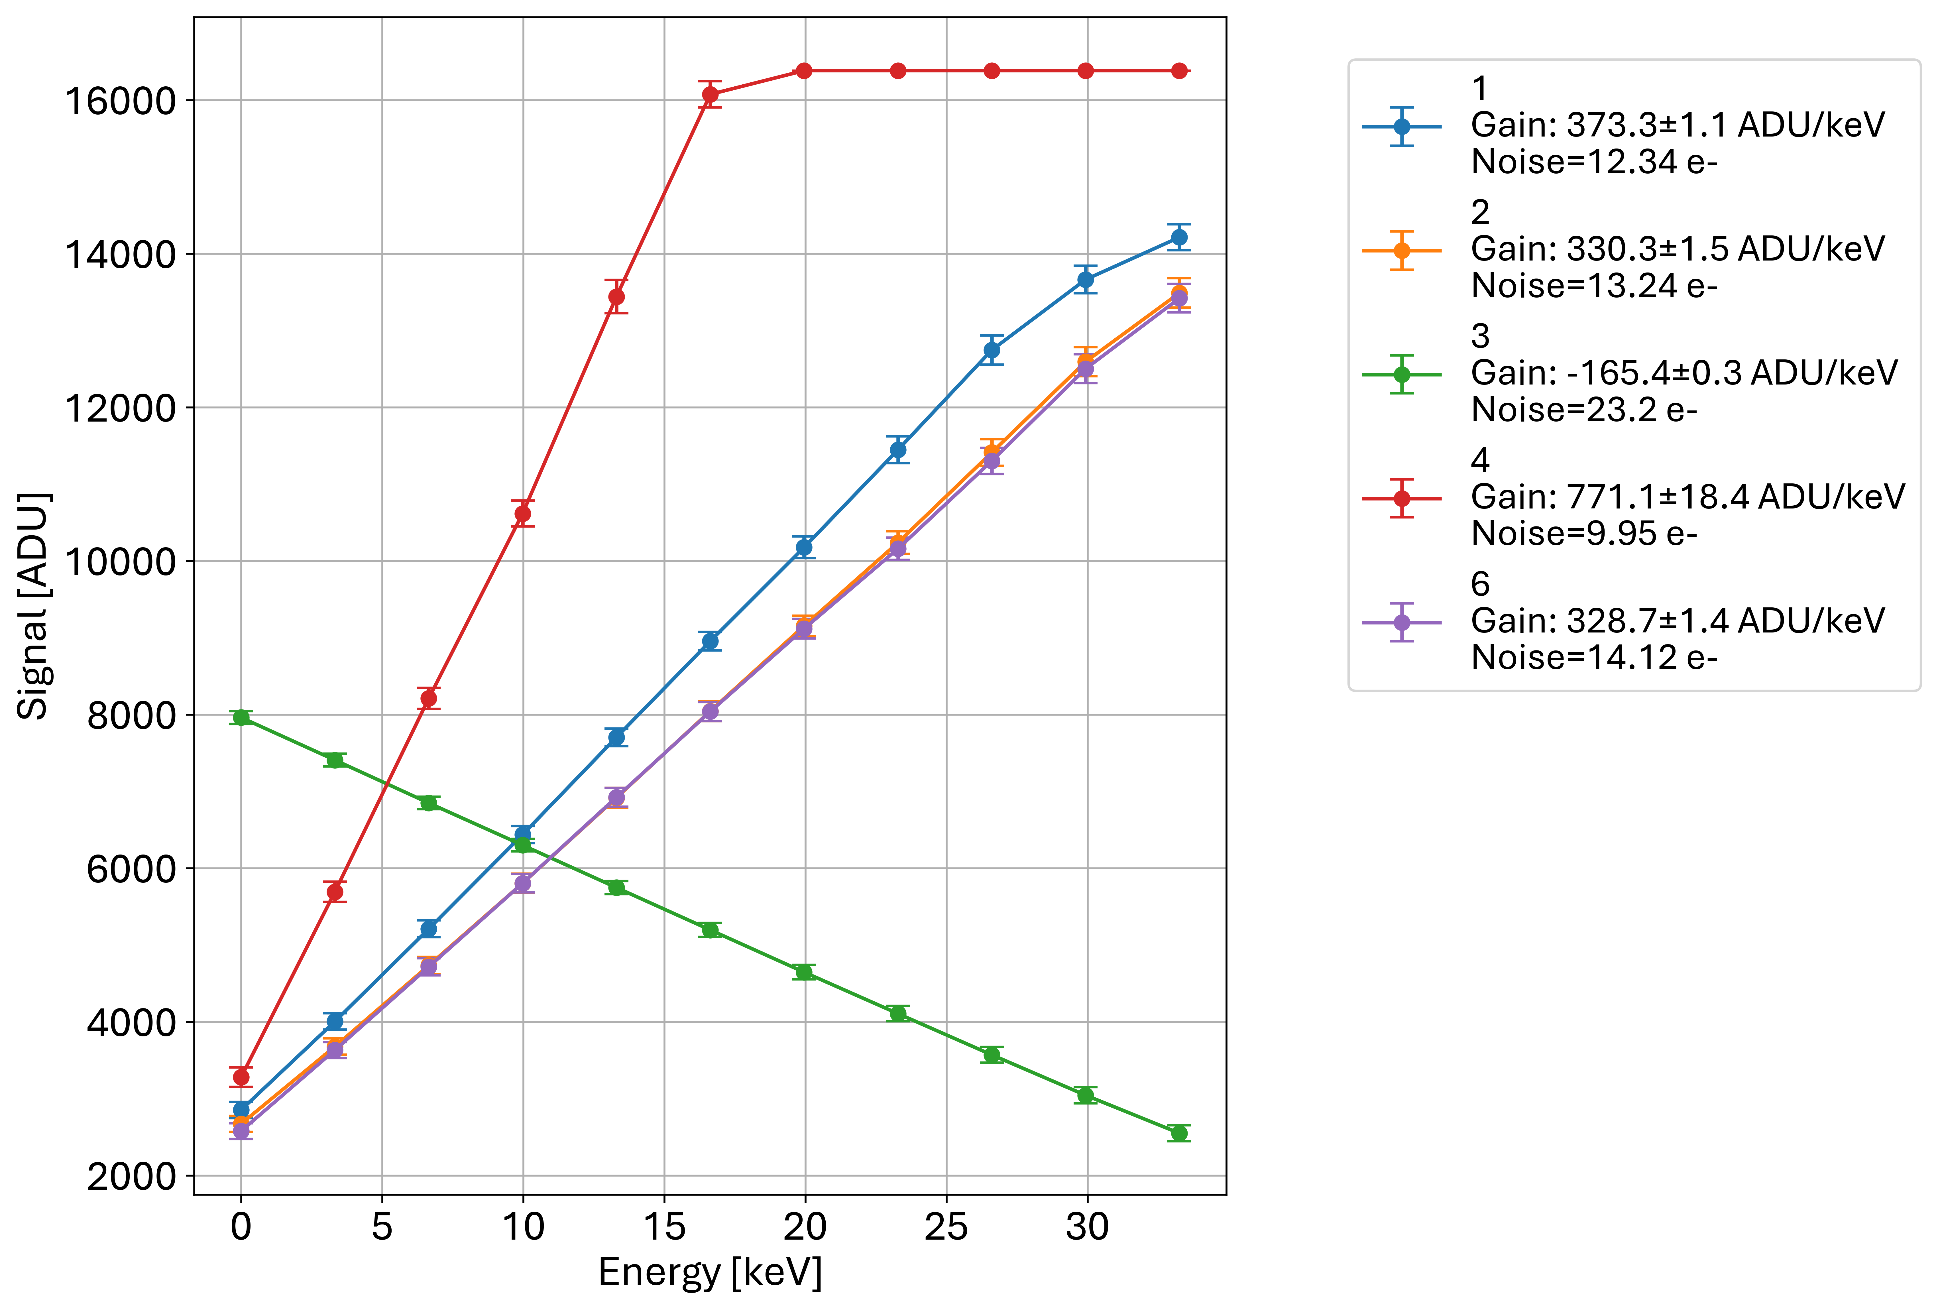 16000
14000
12000
10000
8000
6000
4000
2000
Signal [ADU]
0 5 10 15 20 25 30
Energy [keV]
1
Gain: 373.3±1.1 ADU/keV
Noise=12.34 e-
2
Gain: 330.3±1.5 ADU/keV
Noise=13.24 e-
3
Gain: -165.4±0.3 ADU/keV
Noise=23.2 e-
4
Gain: 771.1±18.4 ADU/keV
Noise=9.95 e-
6
Gain: 328.7±1.4 ADU/keV
Noise=14.12 e-